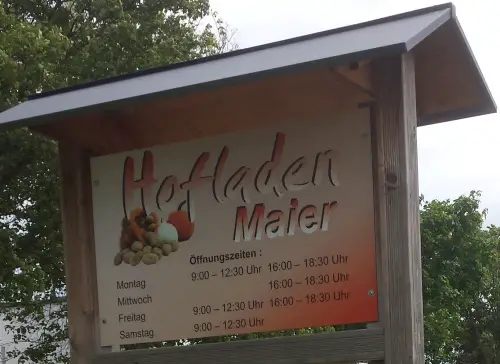 Hofladen
Maier
Öffnungszeiten :
Montag 9:00 – 12:30 Uhr 16:00 - 18:30 Uhr
Mittwoch 16:00 - 18:30 Uhr
Freitag 9:00 – 12:30 Uhr 16:00 - 18:30 Uhr
Samstag 9:00 – 12:30 Uhr